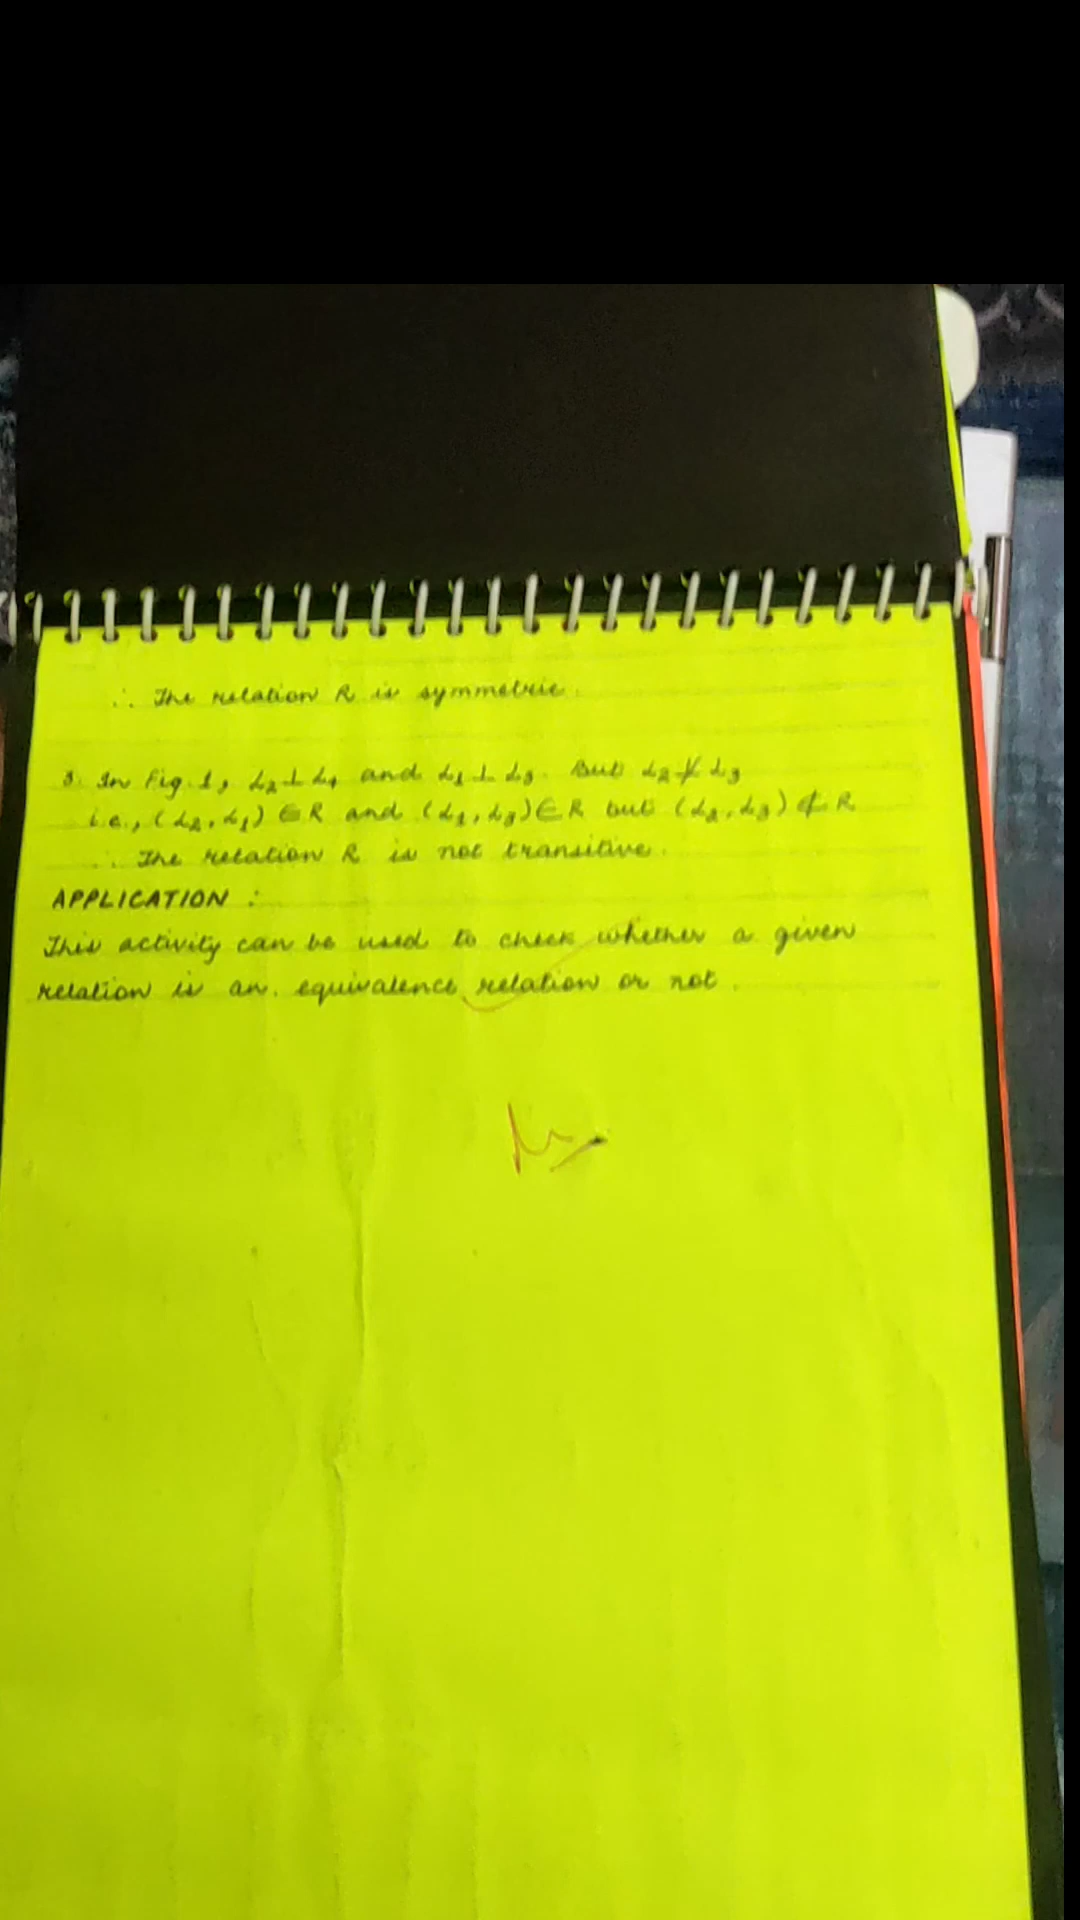 ∴ The relation R is symmetric.
3. In Fig. 1, L₂ ⊥ L₁ and L₁ ⊥ L₃. But L₂ ⊥̸ L₃
i.e., (L₂, L₁) ∈ R and (L₁, L₃) ∈ R but (L₂, L₃) ∉ R
∴ The relation R is not transitive.
APPLICATION :
This activity can be used to check whether a given
relation is an equivalence relation or not.